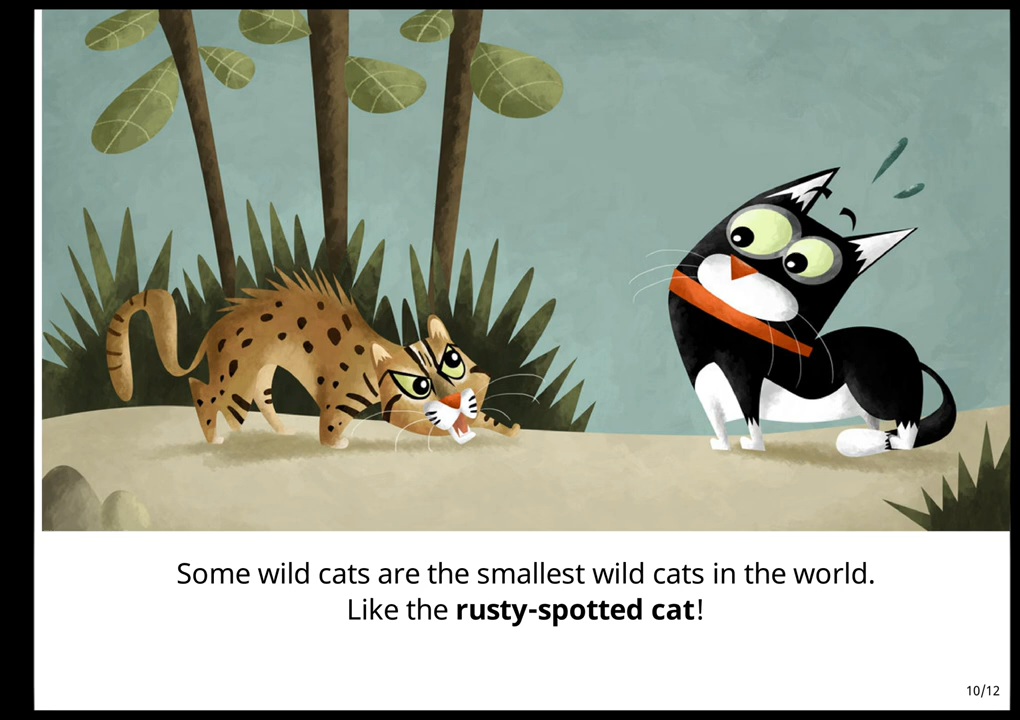 Some wild cats are the smallest wild cats in the world.
Like the rusty-spotted cat!
10/12